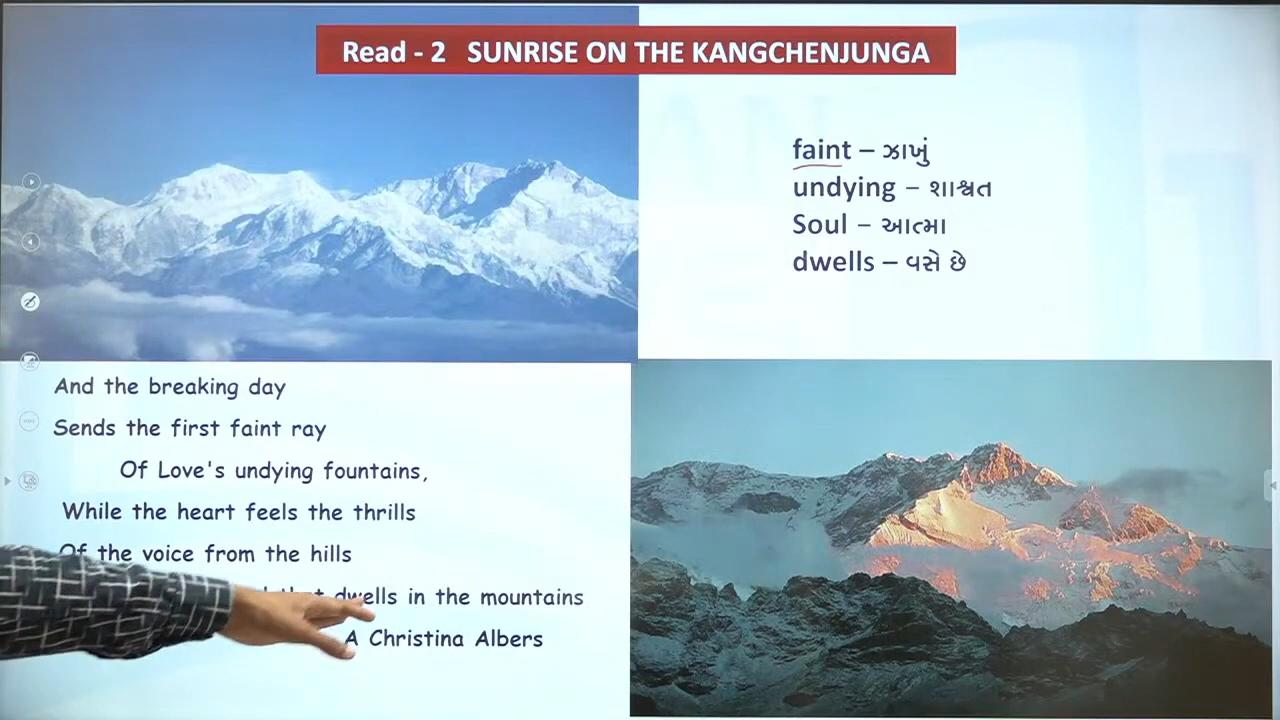 Read - 2 SUNRISE ON THE KANGCHENJUNGA
faint – ઝાખું
undying – શાશ્વત
Soul – આત્મા
dwells – વસે છે
And the breaking day
Sends the first faint ray
Of Love's undying fountains,
While the heart feels the thrills
Of the voice from the hills
that dwells in the mountains
A Christina Albers